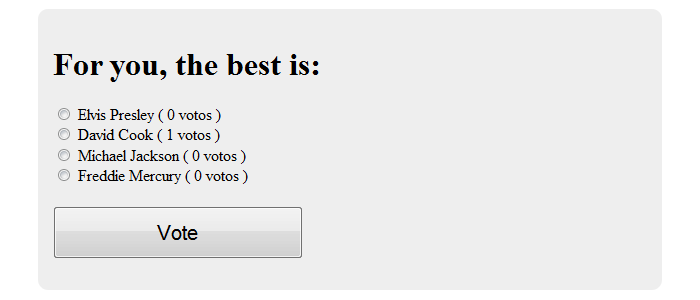 For you, the best is:
Elvis Presley ( 0 votos )
David Cook ( 1 votos )
Michael Jackson ( 0 votos )
Freddie Mercury ( 0 votos )
Vote